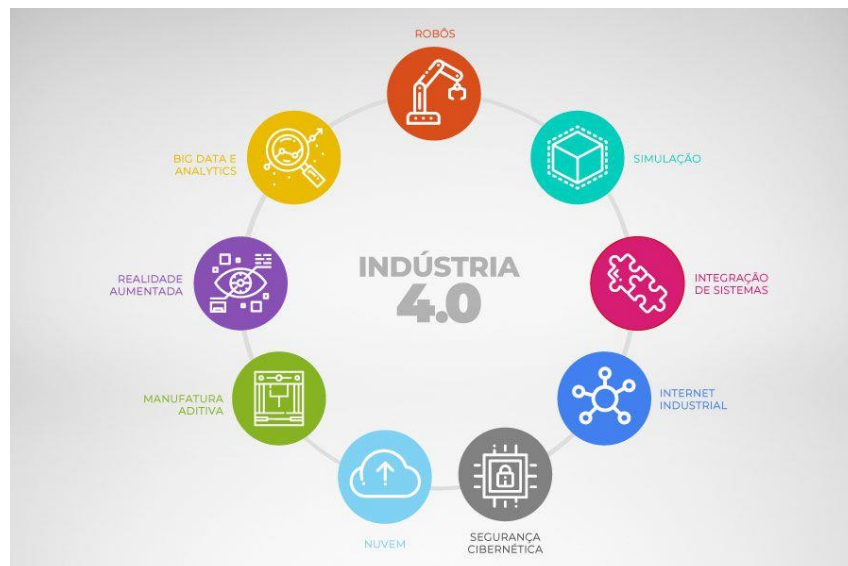 ROBÔS
SIMULAÇÃO
INTEGRAÇÃO
DE SISTEMAS
INTERNET
INDUSTRIAL
SEGURANÇA
CIBERNÉTICA
NUVEM
MANUFATURA
ADITIVA
REALIDADE
AUMENTADA
BIG DATA E
ANALYTICS
INDÚSTRIA
4.0